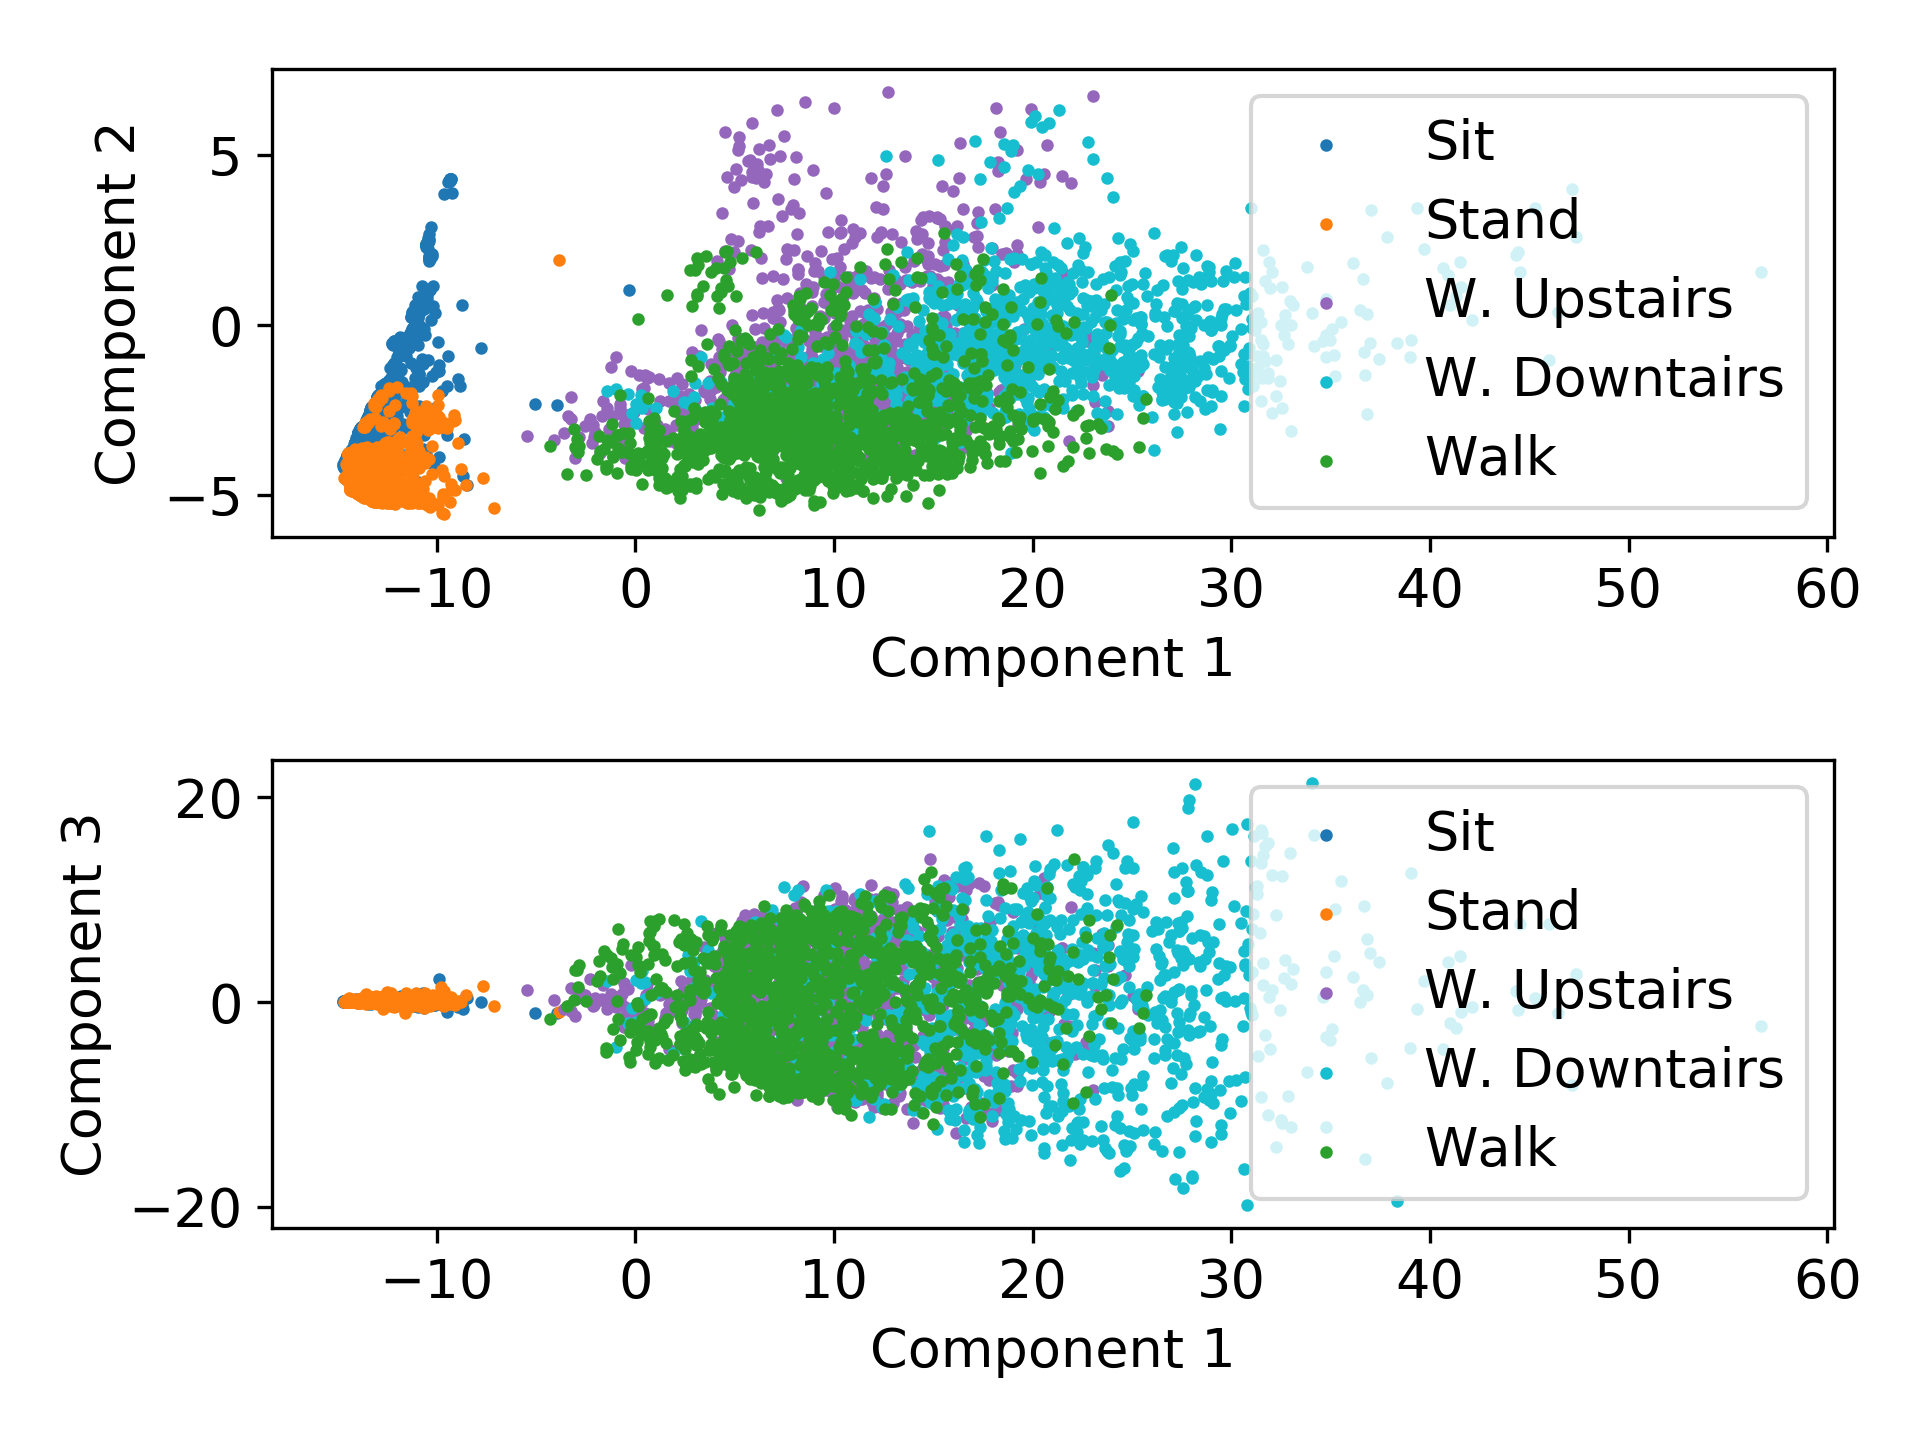 Component 2
5
0
−5
Sit
Stand
W. Upstairs
W. Downtairs
Walk
−10 0 10 20 30 40 50 60
Component 1
Component 3
20
0
−20
Sit
Stand
W. Upstairs
W. Downtairs
Walk
−10 0 10 20 30 40 50 60
Component 1